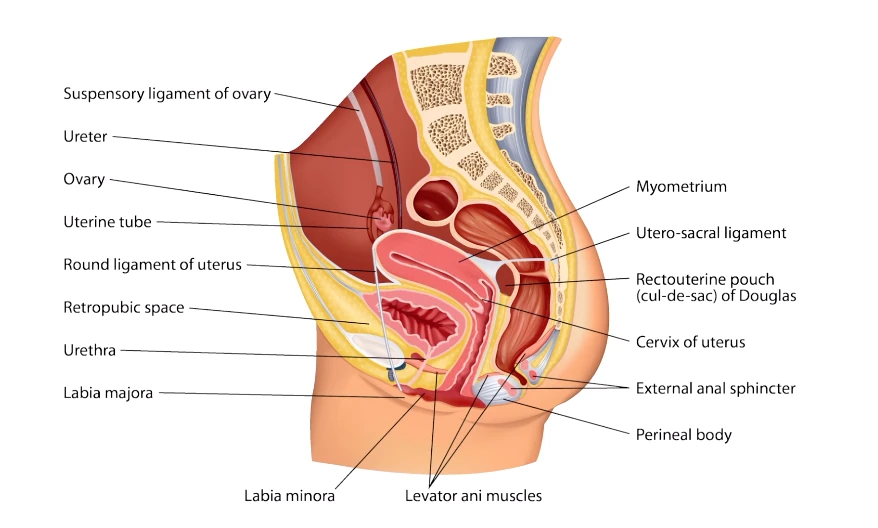 Suspensory ligament of ovary
Ureter
Ovary
Uterine tube
Round ligament of uterus
Retropubic space
Urethra
Labia majora
Labia minora
Levator ani muscles
Myometrium
Utero-sacral ligament
Rectouterine pouch
(cul-de-sac) of Douglas
Cervix of uterus
External anal sphincter
Perineal body